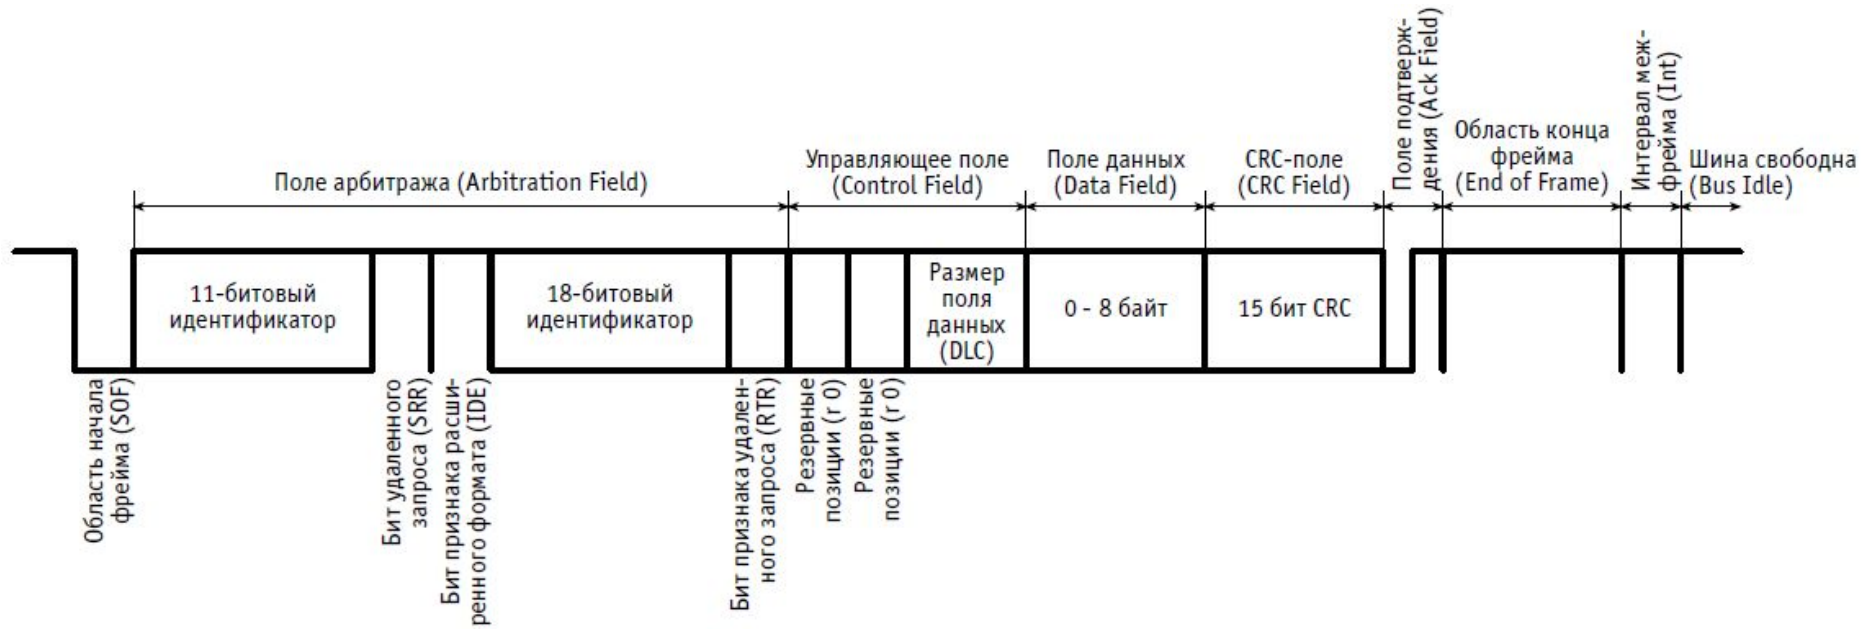 Поле арбитража (Arbitration Field)
Управляющее поле
(Control Field)
Поле данных
(Data Field)
CRC-поле
(CRC Field)
Поле подтверж-
дения (Ack Field)
Область конца
фрейма
(End of Frame)
Интервал меж-
фрейма (Int)
Шина свободна
(Bus Idle)
11-битовый
идентификатор
18-битовый
идентификатор
Размер
поля
данных
(DLC)
0 - 8 байт
15 бит CRC
Область начала
фрейма (SOF)
Бит удаленного
запроса (SRR)
Бит признака расши-
ренного формата (IDE)
Бит признака удален-
ного запроса (RTR)
Резервные
позиции (r 0)
Резервные
позиции (r 0)